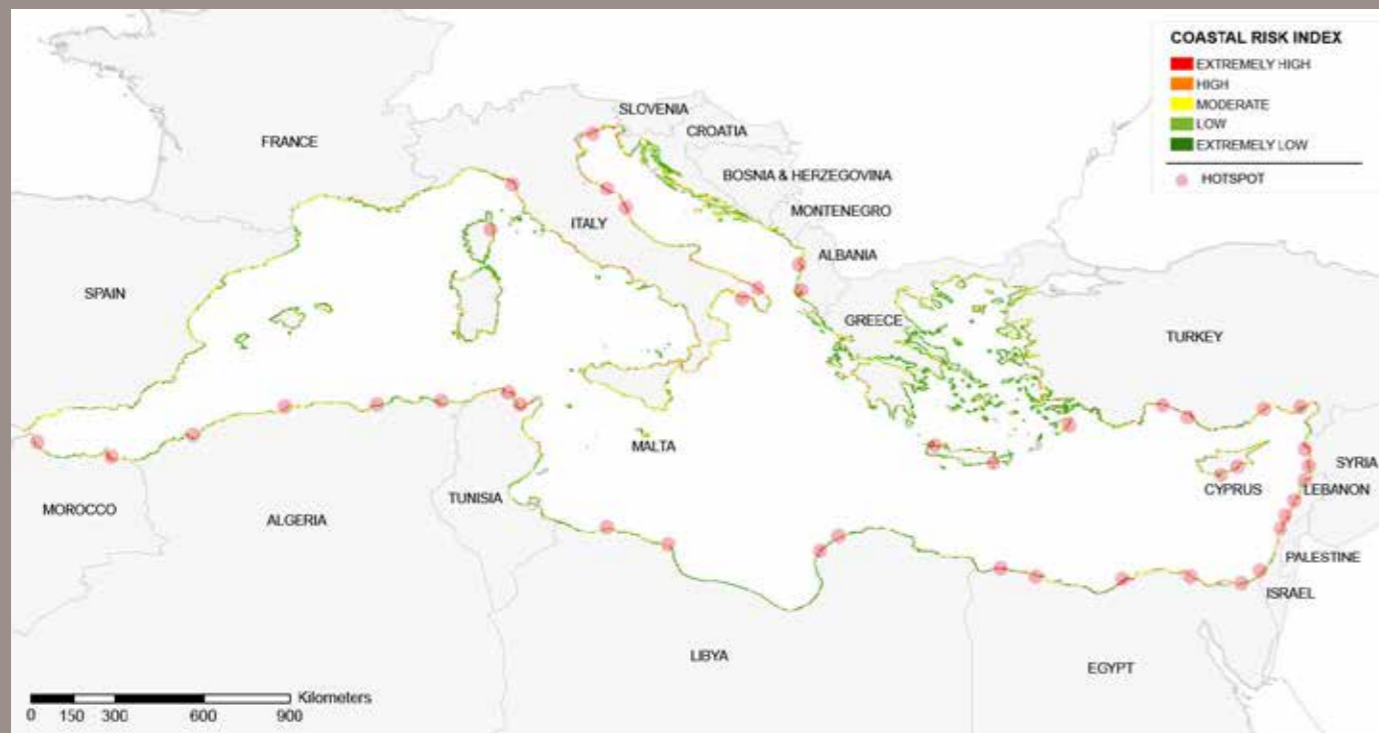 COASTAL RISK INDEX
EXTREMELY HIGH
HIGH
MODERATE
LOW
EXTREMELY LOW
HOTSPOT
SLOVENIA
CROATIA
FRANCE
BOSNIA & HERZEGOVINA
MONTENEGRO
ITALY
ALBANIA
SPAIN
GREECE
TURKEY
MALTA
SYRIA
CYPRUS
LEBANON
TUNISIA
MOROCCO
ALGERIA
PALESTINE
ISRAEL
LIBYA
EGYPT
Kilometers
0 150 300 600 900